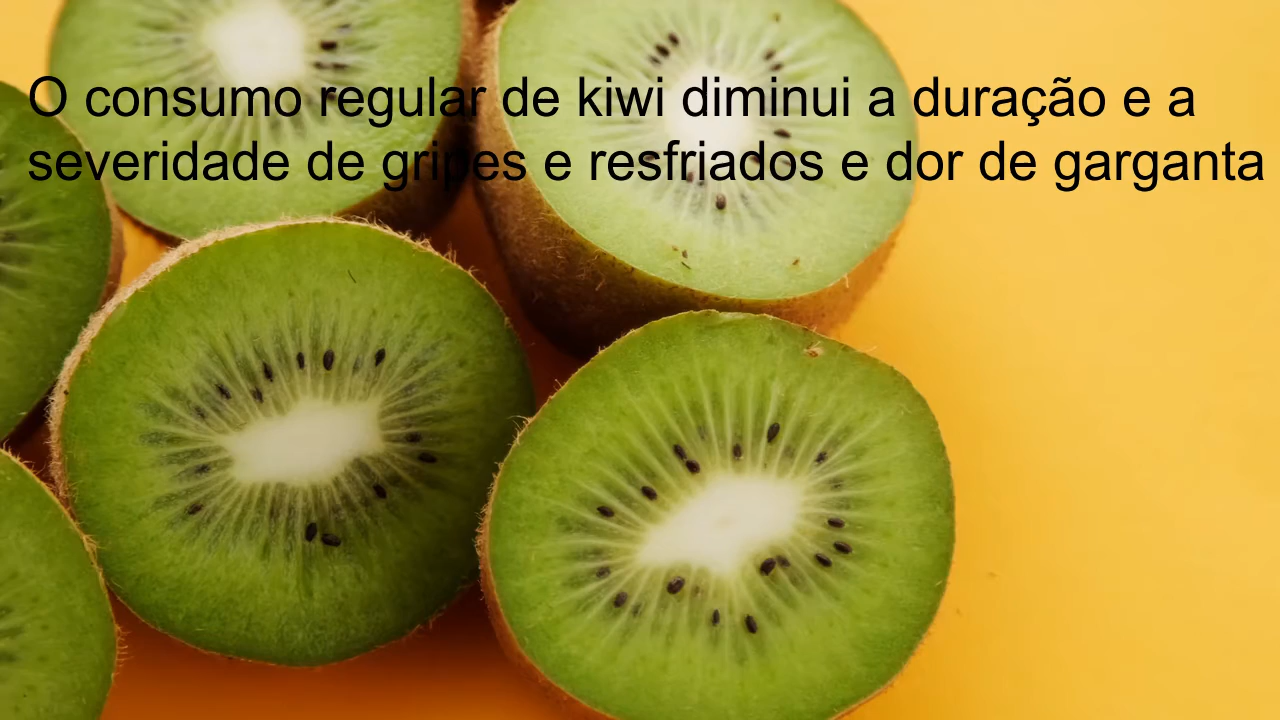 O consumo regular de kiwi diminui a duração e a
severidade de gripes e resfriados e dor de garganta